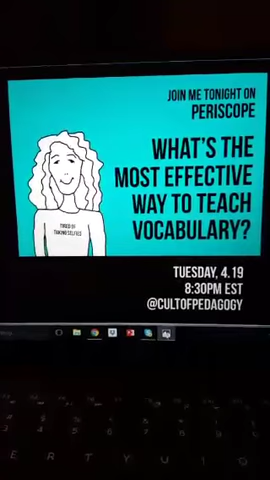 JOIN ME TONIGHT ON
PERISCOPE
WHAT'S THE
MOST EFFECTIVE
WAY TO TEACH
VOCABULARY?
TIRED OF
TAKING SELFIES
TUESDAY, 4.19
8:30PM EST
@CULTOFPEDAGOGY
E R T Y U I O